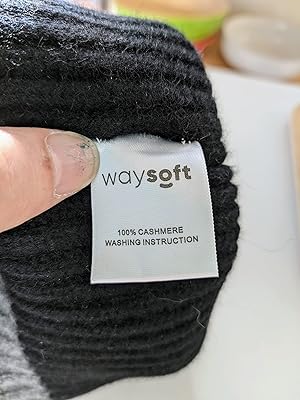 waysoft
100% CASHMERE
WASHING INSTRUCTION